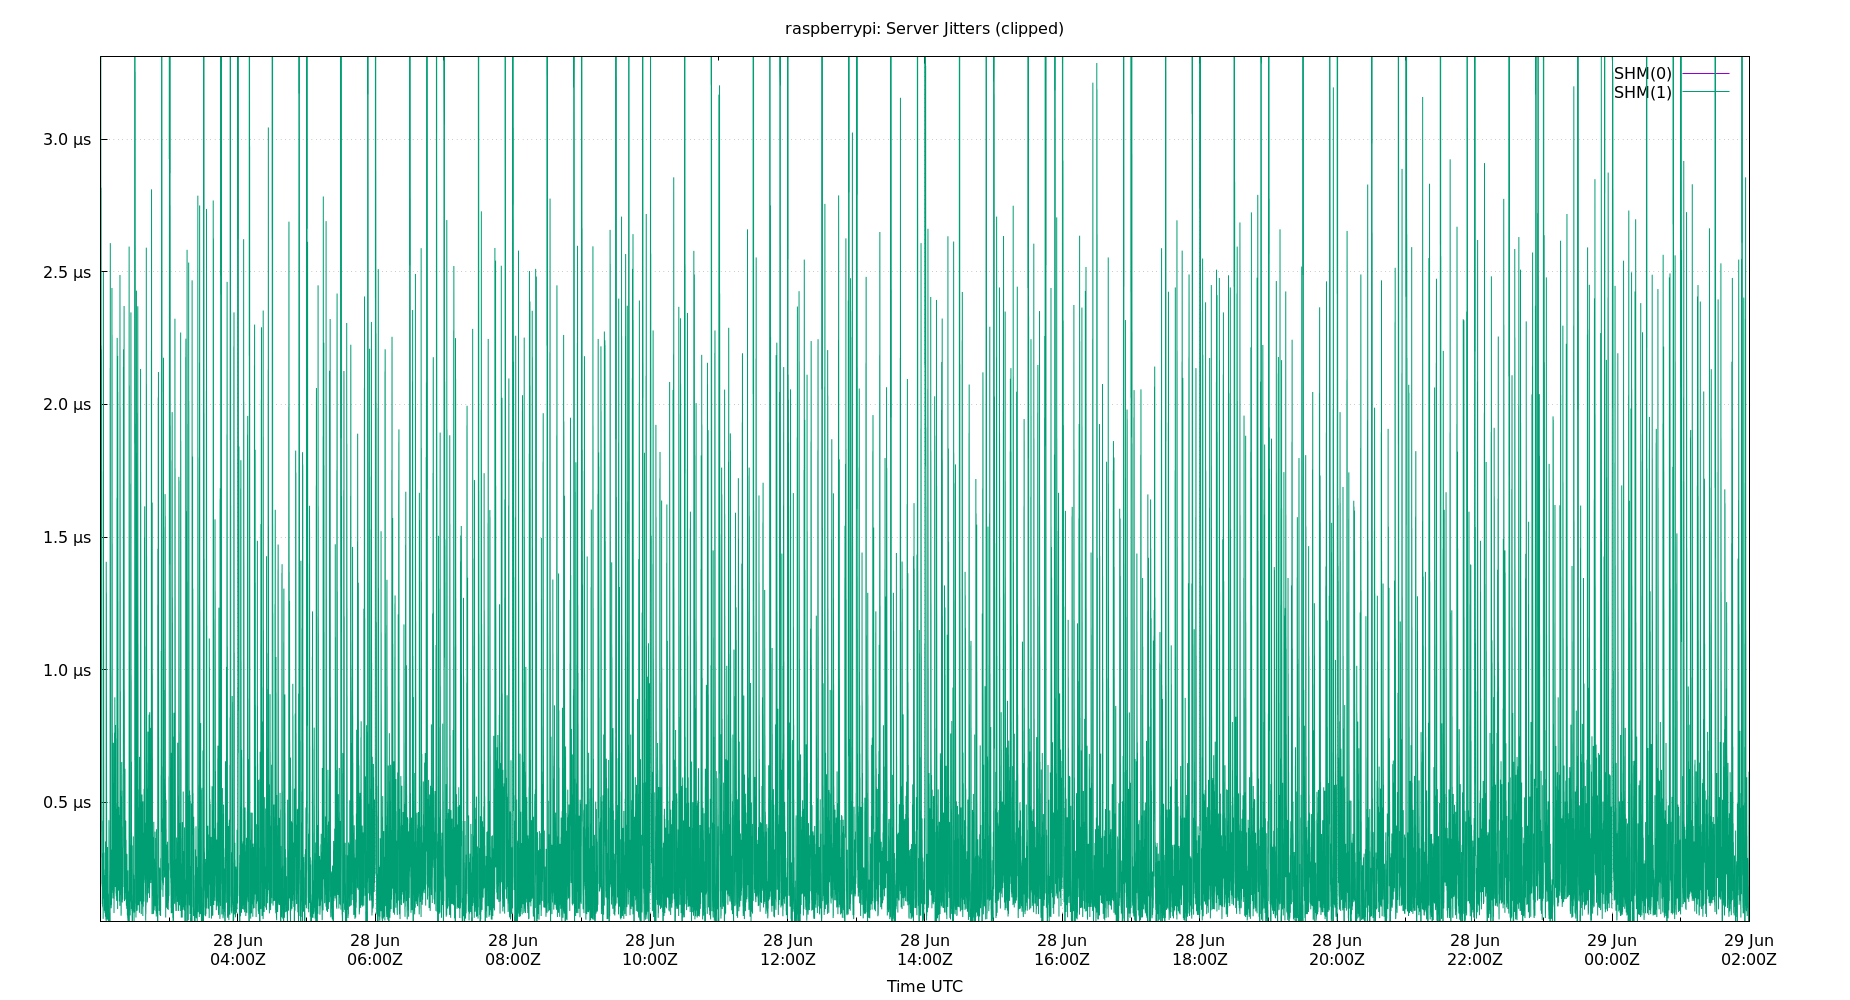 raspberrypi: Server Jitters (clipped)
SHM(0)
SHM(1)
3.0 µs
2.5 µs
2.0 µs
1.5 µs
1.0 µs
0.5 µs
28 Jun 28 Jun 28 Jun 28 Jun 28 Jun 28 Jun 28 Jun 28 Jun 28 Jun 28 Jun 29 Jun 29 Jun
04:00Z 06:00Z 08:00Z 10:00Z 12:00Z 14:00Z 16:00Z 18:00Z 20:00Z 22:00Z 00:00Z 02:00Z
Time UTC